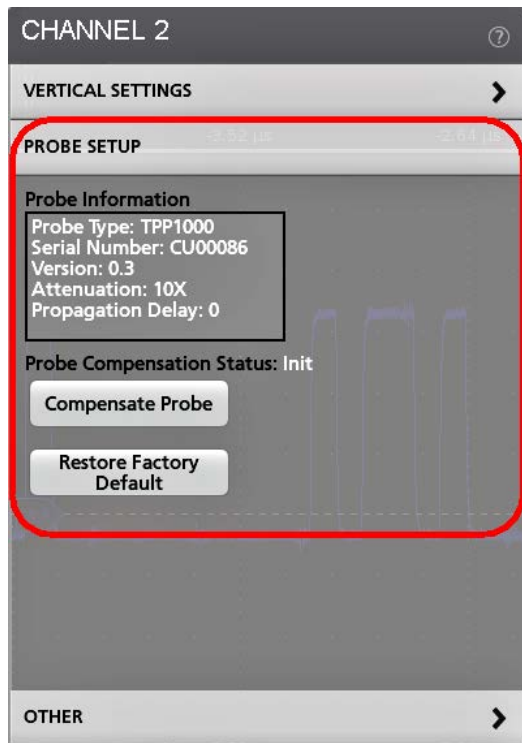 CHANNEL 2
?
VERTICAL SETTINGS
PROBE SETUP
-3.52 µs
-2.64 µs
Probe Information
Probe Type: TPP1000
Serial Number: CU00086
Version: 0.3
Attenuation: 10X
Propagation Delay: 0
Probe Compensation Status: Init
Compensate Probe
Restore Factory
Default
OTHER